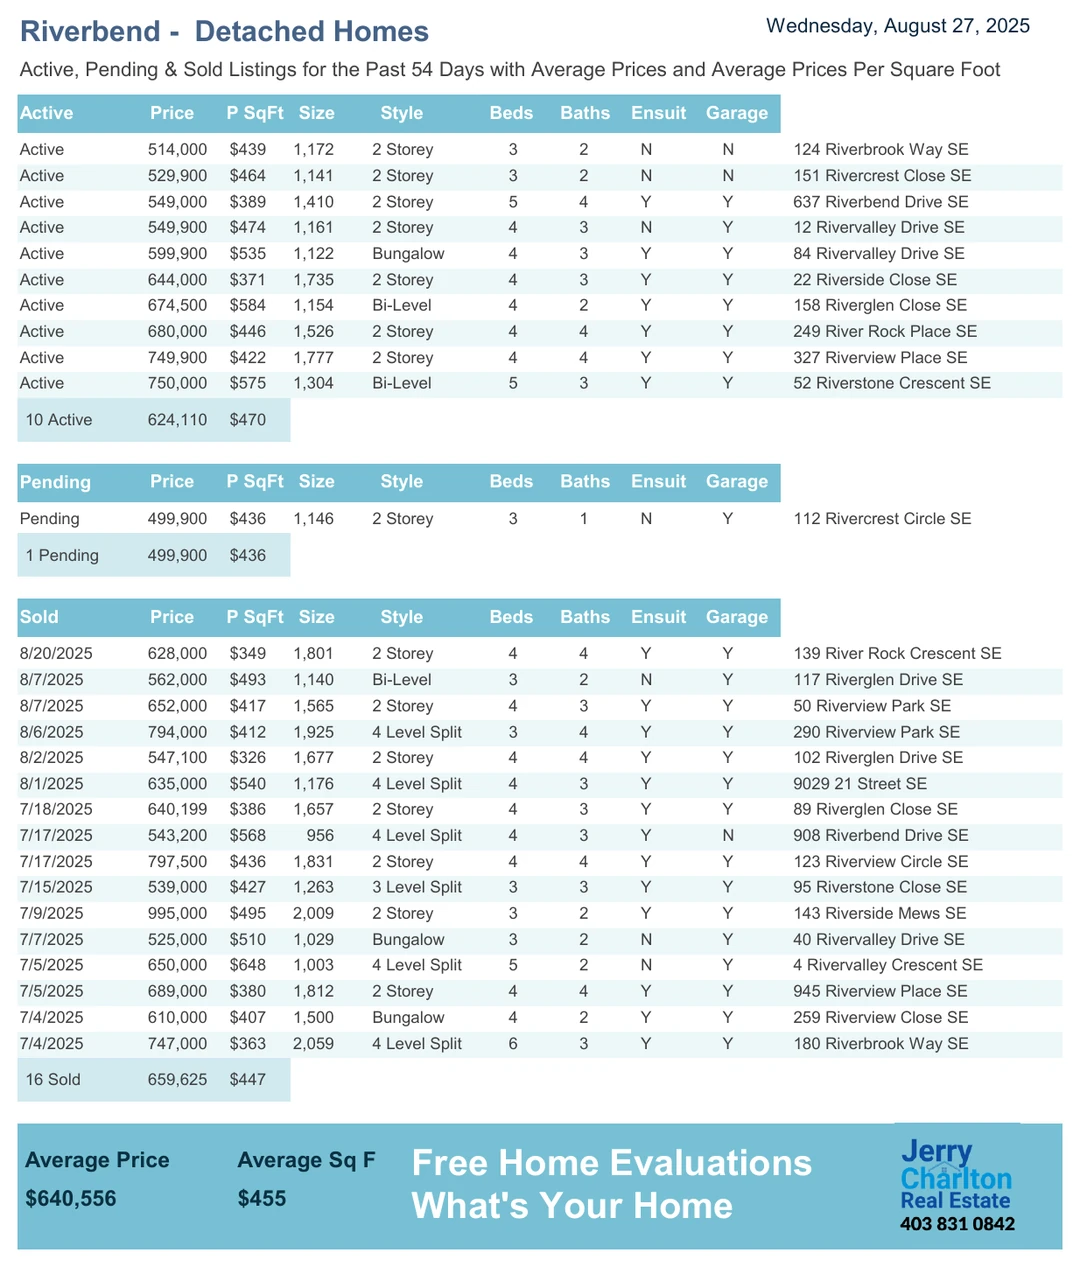 Riverbend -  Detached Homes
Wednesday, August 27, 2025
Active, Pending & Sold Listings for the Past 54 Days with Average Prices and Average Prices Per Square Foot
Active Price P SqFt Size Style Beds Baths Ensuit Garage
Active 514,000 $439 1,172 2 Storey 3 2 N N 124 Riverbrook Way SE
Active 529,900 $464 1,141 2 Storey 3 2 N N 151 Rivercrest Close SE
Active 549,000 $389 1,410 2 Storey 5 4 Y Y 637 Riverbend Drive SE
Active 549,900 $474 1,161 2 Storey 4 3 N Y 12 Rivervalley Drive SE
Active 599,900 $535 1,122 Bungalow 4 3 Y Y 84 Rivervalley Drive SE
Active 644,000 $371 1,735 2 Storey 4 3 Y Y 22 Riverside Close SE
Active 674,500 $584 1,154 Bi-Level 4 2 Y Y 158 Riverglen Close SE
Active 680,000 $446 1,526 2 Storey 4 4 Y Y 249 River Rock Place SE
Active 749,900 $422 1,777 2 Storey 4 4 Y Y 327 Riverview Place SE
Active 750,000 $575 1,304 Bi-Level 5 3 Y Y 52 Riverstone Crescent SE
10 Active 624,110 $470
Pending Price P SqFt Size Style Beds Baths Ensuit Garage
Pending 499,900 $436 1,146 2 Storey 3 1 N Y 112 Rivercrest Circle SE
1 Pending 499,900 $436
Sold Price P SqFt Size Style Beds Baths Ensuit Garage
8/20/2025 628,000 $349 1,801 2 Storey 4 4 Y Y 139 River Rock Crescent SE
8/7/2025 562,000 $493 1,140 Bi-Level 3 2 N Y 117 Riverglen Drive SE
8/7/2025 652,000 $417 1,565 2 Storey 4 3 Y Y 50 Riverview Park SE
8/6/2025 794,000 $412 1,925 4 Level Split 3 4 Y Y 290 Riverview Park SE
8/2/2025 547,100 $326 1,677 2 Storey 4 4 Y Y 102 Riverglen Drive SE
8/1/2025 635,000 $540 1,176 4 Level Split 4 3 Y Y 9029 21 Street SE
7/18/2025 640,199 $386 1,657 2 Storey 4 3 Y Y 89 Riverglen Close SE
7/17/2025 543,200 $568 956 4 Level Split 4 3 Y N 908 Riverbend Drive SE
7/17/2025 797,500 $436 1,831 2 Storey 4 4 Y Y 123 Riverview Circle SE
7/15/2025 539,000 $427 1,263 3 Level Split 3 3 Y Y 95 Riverstone Close SE
7/9/2025 995,000 $495 2,009 2 Storey 3 2 Y Y 143 Riverside Mews SE
7/7/2025 525,000 $510 1,029 Bungalow 3 2 N Y 40 Rivervalley Drive SE
7/5/2025 650,000 $648 1,003 4 Level Split 5 2 N Y 4 Rivervalley Crescent SE
7/5/2025 689,000 $380 1,812 2 Storey 4 4 Y Y 945 Riverview Place SE
7/4/2025 610,000 $407 1,500 Bungalow 4 2 Y Y 259 Riverview Close SE
7/4/2025 747,000 $363 2,059 4 Level Split 6 3 Y Y 180 Riverbrook Way SE
16 Sold 659,625 $447
Average Price Average Sq F
$640,556 $455
Free Home Evaluations
What's Your Home
Jerry
Charlton
Real Estate
403 831 0842